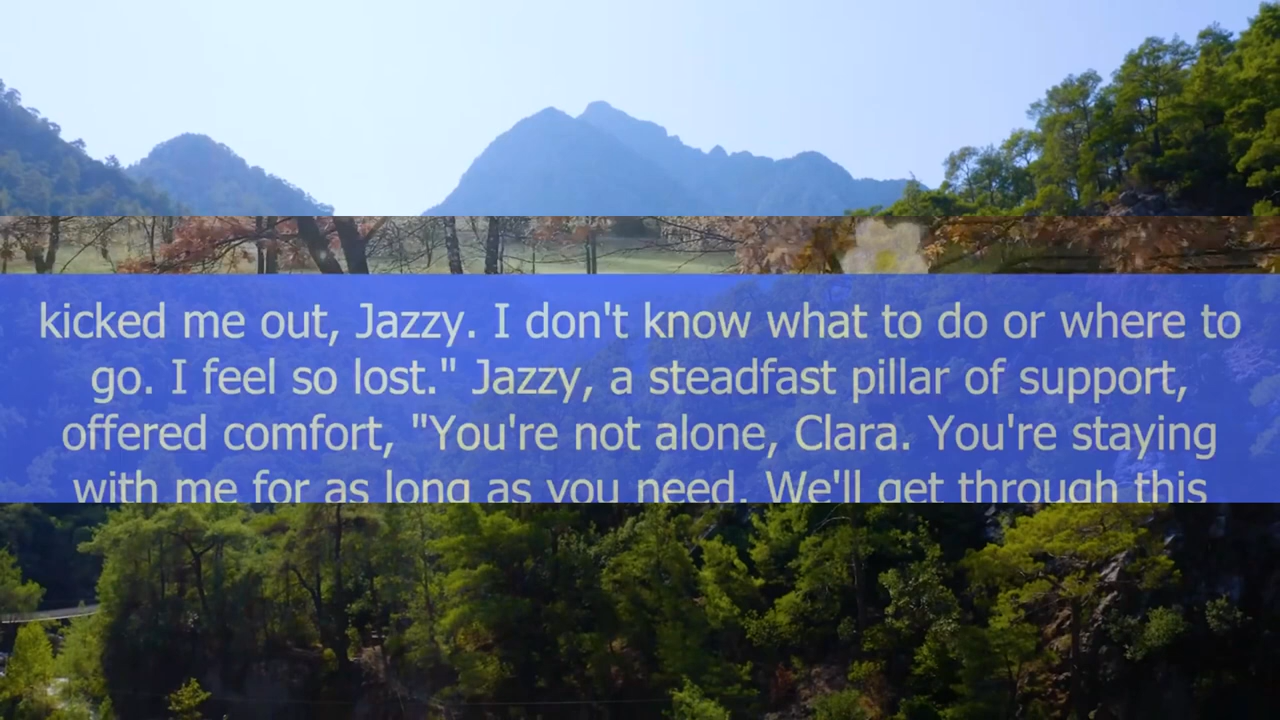 kicked me out, Jazzy. I don't know what to do or where to
go. I feel so lost." Jazzy, a steadfast pillar of support,
offered comfort, "You're not alone, Clara. You're staying
with me for as long as you need. We'll get through this